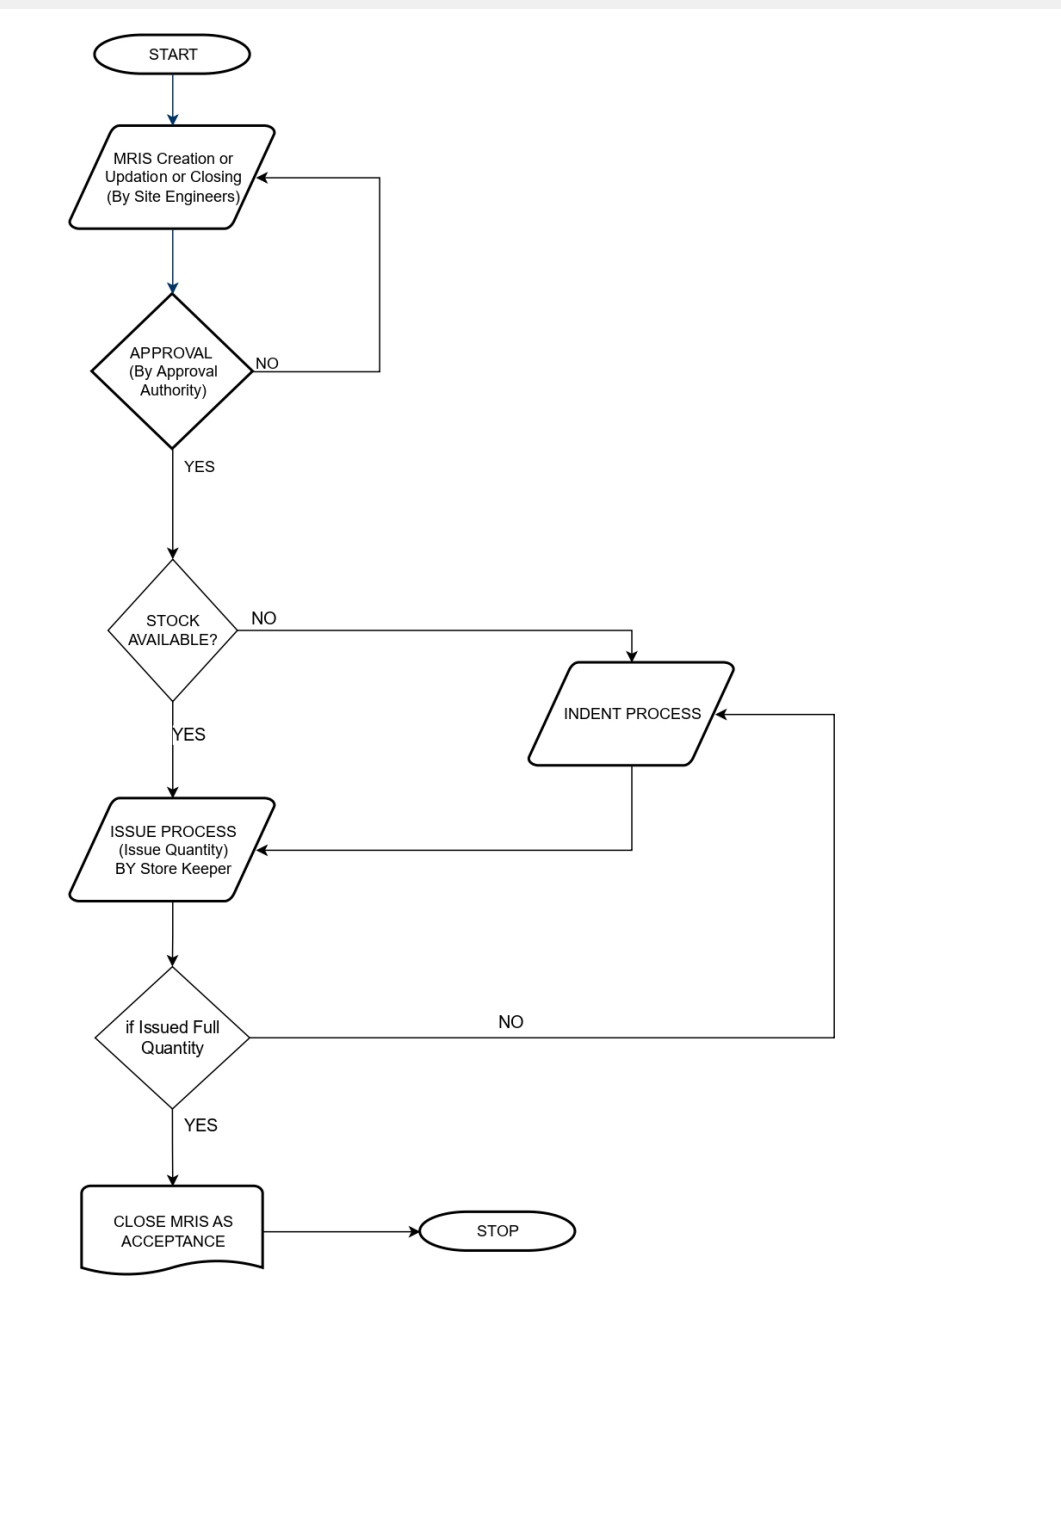 START
MRIS Creation or
Updation or Closing
(By Site Engineers)
APPROVAL
(By Approval
Authority)
NO
YES
STOCK
AVAILABLE?
NO
INDENT PROCESS
YES
ISSUE PROCESS
(Issue Quantity)
BY Store Keeper
if Issued Full
Quantity
NO
YES
CLOSE MRIS AS
ACCEPTANCE
STOP